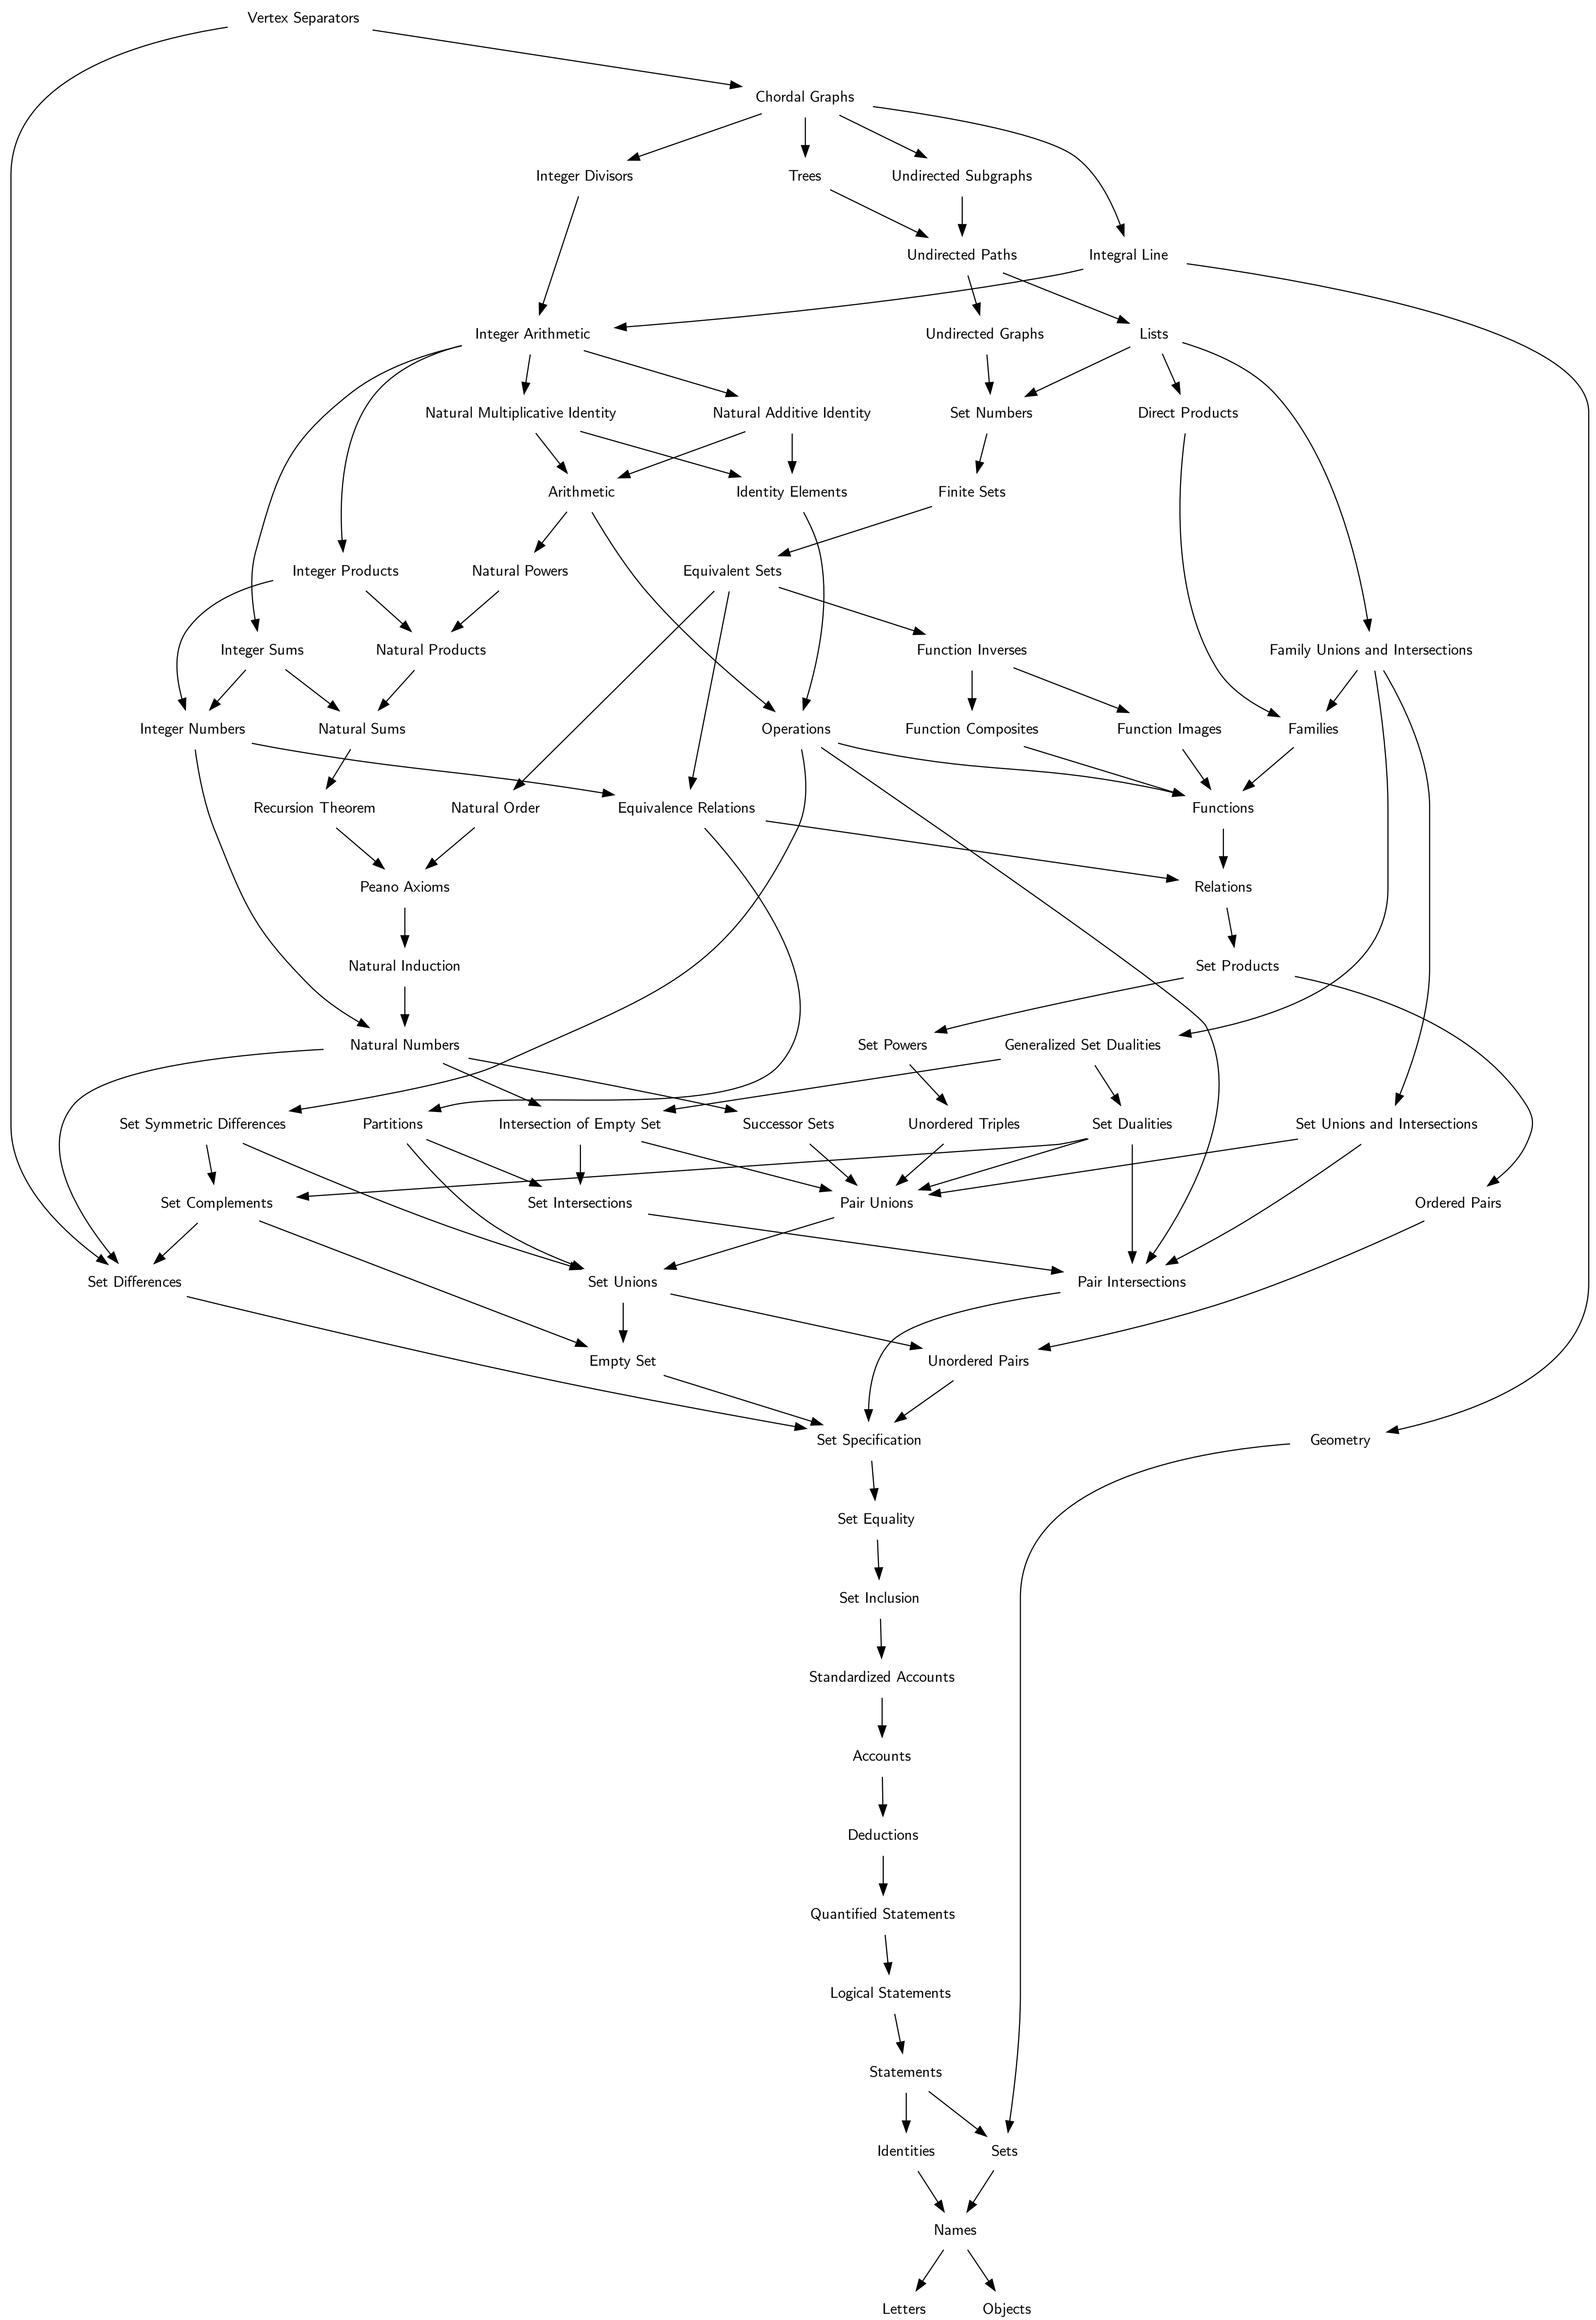 Vertex Separators
Chordal Graphs
Integer Divisors
Trees
Undirected Subgraphs
Undirected Paths
Integral Line
Integer Arithmetic
Undirected Graphs
Lists
Natural Multiplicative Identity
Natural Additive Identity
Set Numbers
Direct Products
Arithmetic
Identity Elements
Finite Sets
Integer Products
Natural Powers
Equivalent Sets
Integer Sums
Natural Products
Function Inverses
Family Unions and Intersections
Integer Numbers
Natural Sums
Operations
Function Composites
Function Images
Families
Recursion Theorem
Natural Order
Equivalence Relations
Functions
Peano Axioms
Relations
Natural Induction
Set Products
Natural Numbers
Set Powers
Generalized Set Dualities
Set Symmetric Differences
Partitions
Intersection of Empty Set
Successor Sets
Unordered Triples
Set Dualities
Set Unions and Intersections
Set Complements
Set Intersections
Pair Unions
Ordered Pairs
Set Differences
Set Unions
Pair Intersections
Empty Set
Unordered Pairs
Set Specification
Geometry
Set Equality
Set Inclusion
Standardized Accounts
Accounts
Deductions
Quantified Statements
Logical Statements
Statements
Identities
Sets
Names
Letters
Objects